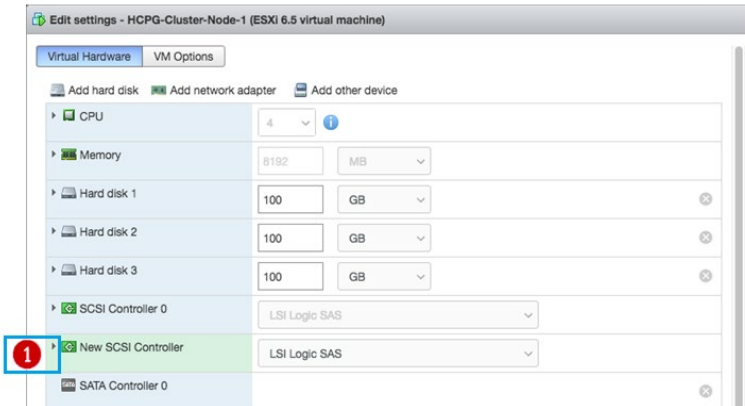 Edit settings - HCPG-Cluster-Node-1 (ESXi 6.5 virtual machine)
Virtual Hardware VM Options
Add hard disk Add network adapter Add other device
CPU 4
Memory 8192 MB
Hard disk 1 100 GB
Hard disk 2 100 GB
Hard disk 3 100 GB
SCSI Controller 0 LSI Logic SAS
1 New SCSI Controller LSI Logic SAS
SATA Controller 0